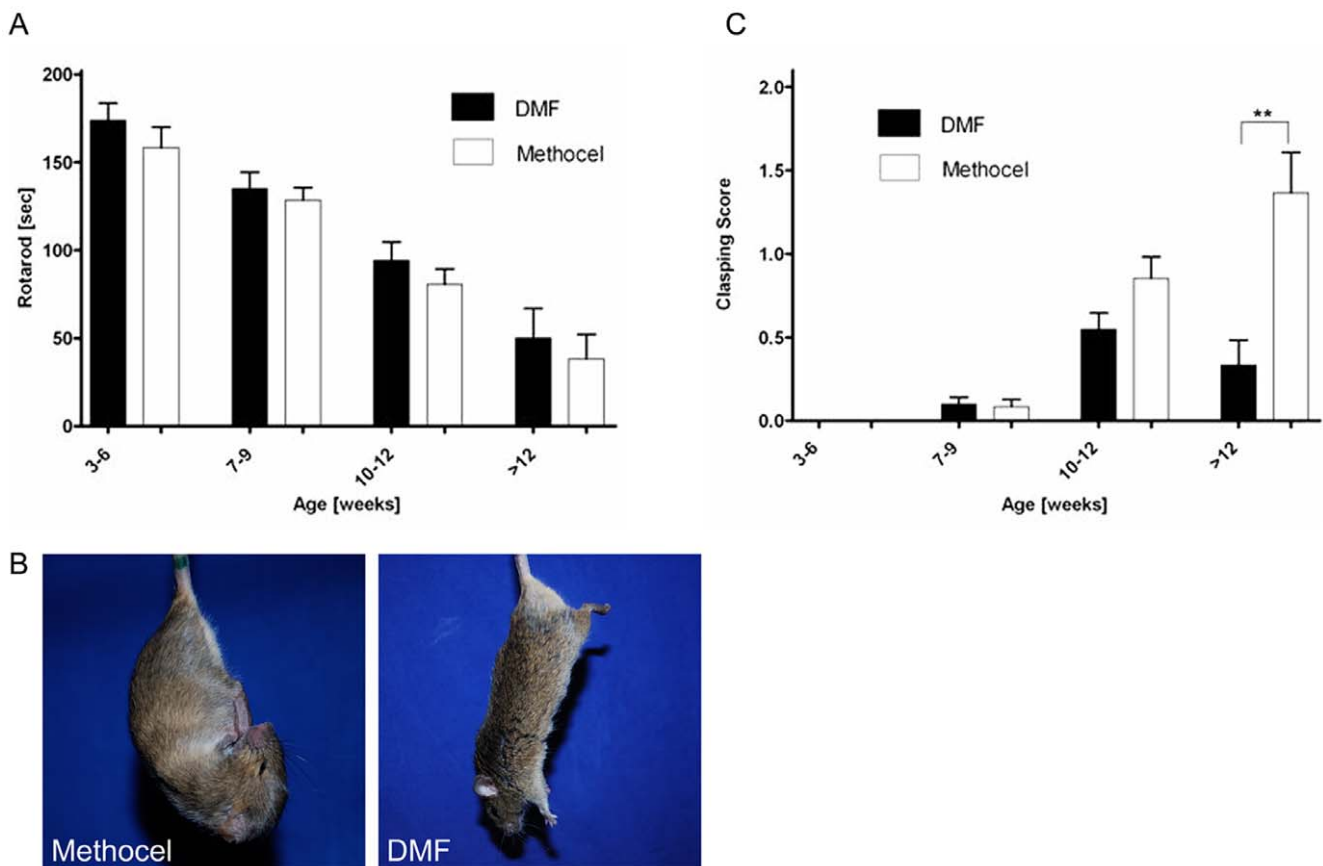 A
200
150
100
50
0
Rotarod [sec]
DMF
Methocel
3-6
7-9
10-12
>12
Age [weeks]
C
2.0
1.5
1.0
0.5
0.0
Clasping Score
DMF
Methocel
**
3-6
7-9
10-12
>12
Age [weeks]
B
Methocel
DMF